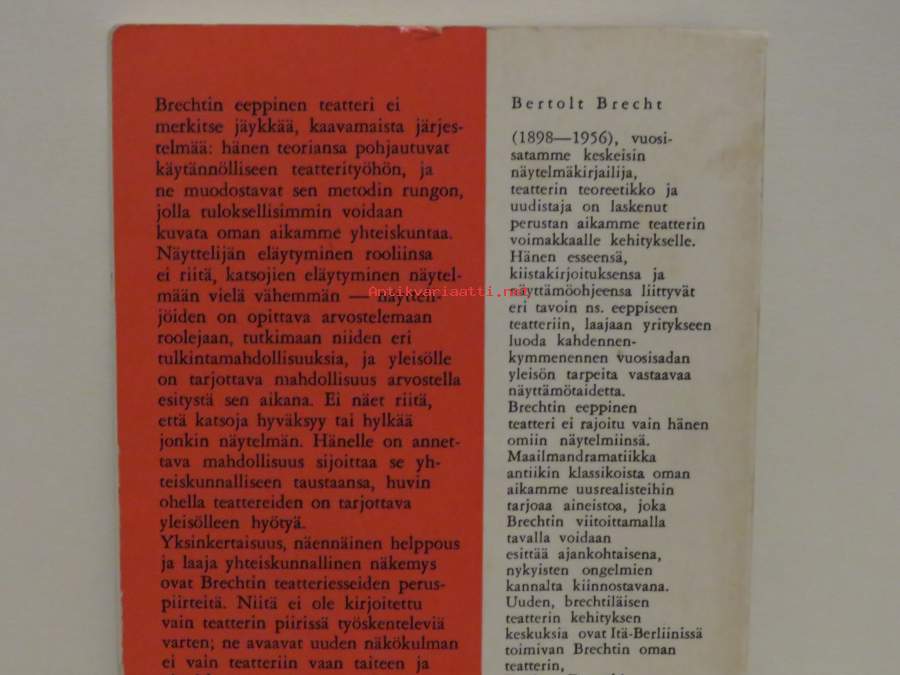 Brechtin eeppinen teatteri ei
merkitse jäykkää, kaavamaista järjes-
telmää: hänen teoriansa pohjautuvat
käytännölliseen teatterityöhön, ja
ne muodostavat sen metodin rungon,
jolla tuloksellisimmin voidaan
kuvata oman aikamme yhteiskuntaa.
Näyttelijän eläytyminen rooliinsa
ei riitä, katsojien eläytyminen näytel-
mään vielä vähemmän — näytteli-
jöiden on opittava arvostelemaan
roolejaan, tutkimaan niiden eri
tulkintamahdollisuuksia, ja yleisölle
on tarjottava mahdollisuus arvostella
esitystä sen aikana. Ei näet riitä,
että katsoja hyväksyy tai hylkää
jonkin näytelmän. Hänelle on annet-
tava mahdollisuus sijoittaa se yh-
teiskunnalliseen taustaansa, huvin
ohella teattereiden on tarjottava
yleisölleen hyötyä.
Yksinkertaisuus, näennäinen helppous
ja laaja yhteiskunnallinen näkemys
ovat Brechtin teatteriesseiden perus-
piirteitä. Niitä ei ole kirjoitettu
vain teatterin piirissä työskenteleviä
varten; ne avaavat uuden näkökulman
ei vain teatteriin vaan taiteen ja
Bertolt Brecht
(1898—1956), vuosi-
satamme keskeisin
näytelmäkirjailija,
teatterin teoreetikko ja
uudistaja on laskenut
perustan aikamme teatterin
voimakkaalle kehitykselle.
Hänen esseensä,
kiistakirjoituksensa ja
näyttämöohjeensa liittyvät
eri tavoin ns. eeppiseen
teatteriin, laajaan yritykseen
luoda kahdennen-
kymmenennen vuosisadan
yleisön tarpeita vastaavaa
näyttämötaidetta.
Brechtin eeppinen
teatteri ei rajoitu vain hänen
omiin näytelmiinsä.
Maailmandramatiikka
antiikin klassikoista oman
aikamme uusrealisteihin
tarjoaa aineistoa, joka
Brechtin viitoittamalla
tavalla voidaan
esittää ajankohtaisena,
nykyisten ongelmien
kannalta kiinnostavana.
Uuden, brechtiläisen
teatterin kehityksen
keskuksia ovat Itä-Berliinissä
toimivan Brechtin oman
teatterin,
Antikvariaatti.net